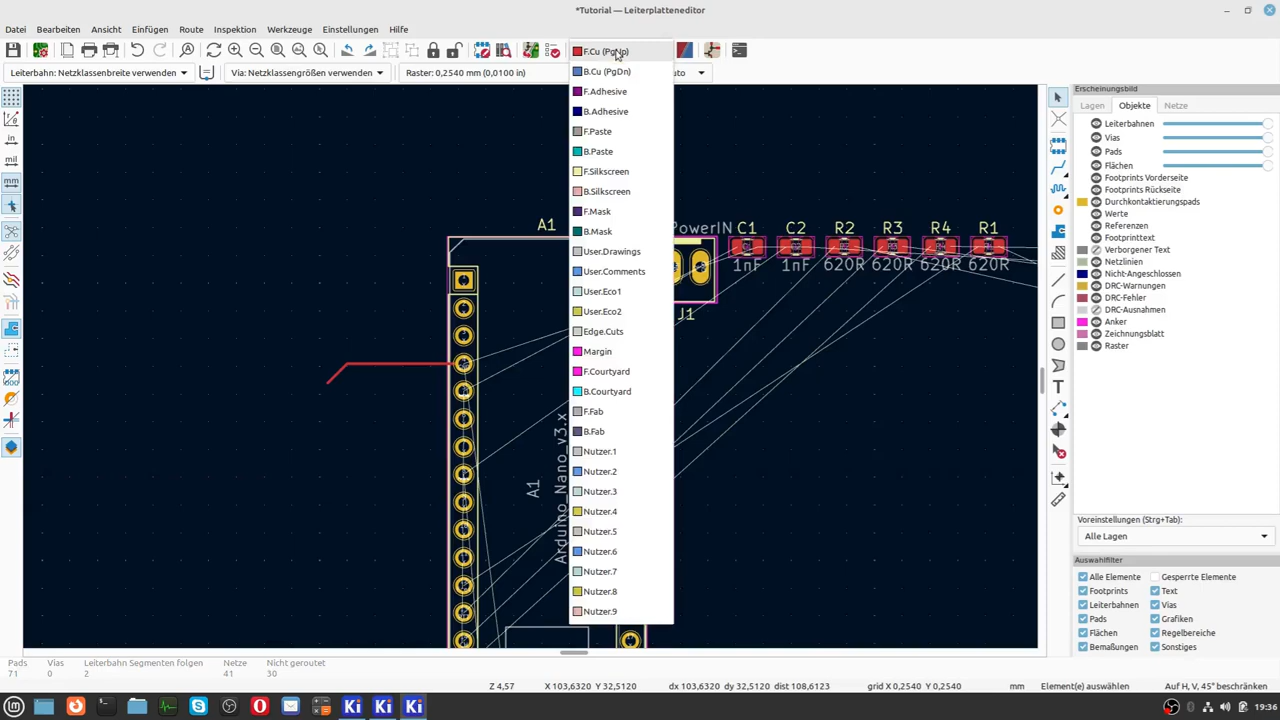 *Tutorial — Leiterplatteneditor
Datei Bearbeiten Ansicht Einfügen Route Inspektion Werkzeuge Einstellungen Hilfe
Leiterbahn: Netzklassenbreite verwenden
Via: Netzklassengrößen verwenden
Raster: 0,2540 mm (0,0100 in)
F.Cu (PgUp)
B.Cu (PgDn)
F.Adhesive
B.Adhesive
F.Paste
B.Paste
F.Silkscreen
B.Silkscreen
F.Mask
B.Mask
User.Drawings
User.Comments
User.Eco1
User.Eco2
Edge.Cuts
Margin
F.Courtyard
B.Courtyard
F.Fab
B.Fab
Nutzer.1
Nutzer.2
Nutzer.3
Nutzer.4
Nutzer.5
Nutzer.6
Nutzer.7
Nutzer.8
Nutzer.9
in
mil
mm
A1
PowerIN C1 C2 R2 R3 R4 R1
1nF 1nF 620R 620R 620R 620R
J1
A1
Arduino_Nano_v3.x
Erscheinungsbild
Lagen Objekte Netze
Leiterbahnen
Vias
Pads
Flächen
Footprints Vorderseite
Footprints Rückseite
Durchkontaktierungspads
Werte
Referenzen
Footprinttext
Verborgener Text
Netzlinien
Nicht-Angeschlossen
DRC-Warnungen
DRC-Fehler
DRC-Ausnahmen
Anker
Zeichnungsblatt
Raster
Voreinstellungen (Strg+Tab):
Alle Lagen
Auswahlfilter
Alle Elemente Gesperrte Elemente
Footprints Text
Leiterbahnen Vias
Pads Grafiken
Flächen Regelbereiche
Bemaßungen Sonstiges
Pads Vias Leiterbahn Segmenten folgen Netze Nicht geroutet
71 0 2 41 30
Z 4,57 X 103,6320 Y 32,5120 dx 103,6320 dy 32,5120 dist 108,6123 grid X 0,2540 Y 0,2540 mm Element(e) auswählen Auf H, V, 45° beschränken
Ki Ki Ki
19:36